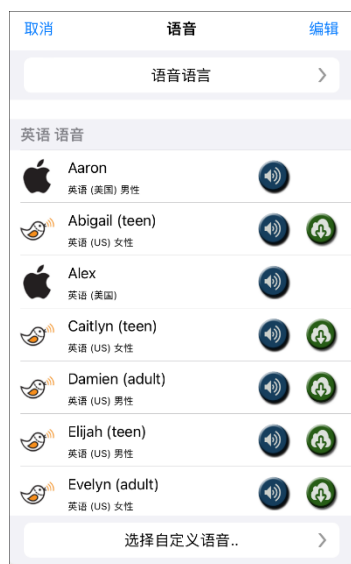 取消 语音 编辑
语音语言
英语 语音
Aaron
英语 (美国) 男性
Abigail (teen)
英语 (US) 女性
Alex
英语 (美国)
Caitlyn (teen)
英语 (US) 女性
Damien (adult)
英语 (US) 男性
Elijah (teen)
英语 (US) 男性
Evelyn (adult)
英语 (US) 女性
选择自定义语音..